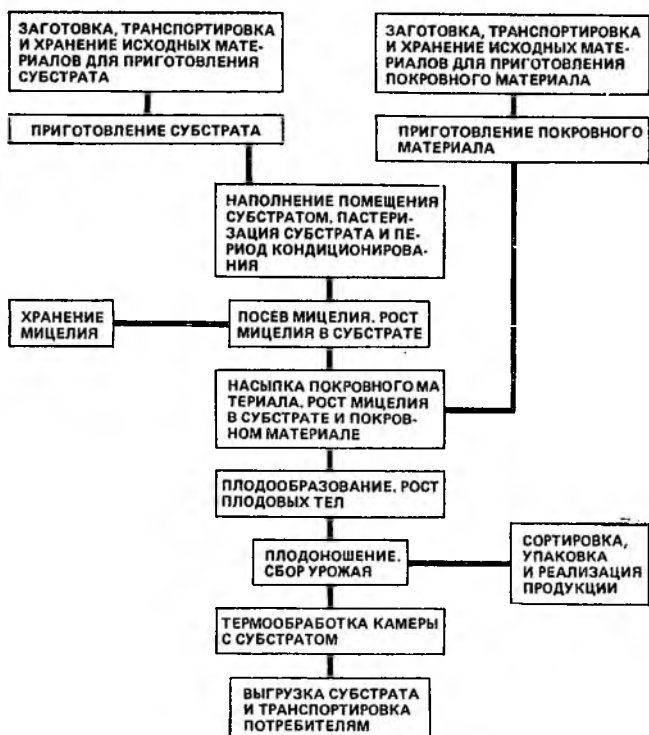 ЗАГОТОВКА, ТРАНСПОРТИРОВКА
И ХРАНЕНИЕ ИСХОДНЫХ МАТЕ-
РИАЛОВ ДЛЯ ПРИГОТОВЛЕНИЯ
СУБСТРАТА
ЗАГОТОВКА, ТРАНСПОРТИРОВКА
И ХРАНЕНИЕ ИСХОДНЫХ МАТЕ-
РИАЛОВ ДЛЯ ПРИГОТОВЛЕНИЯ
ПОКРОВНОГО МАТЕРИАЛА
ПРИГОТОВЛЕНИЕ СУБСТРАТА
ПРИГОТОВЛЕНИЕ ПОКРОВНОГО
МАТЕРИАЛА
НАПОЛНЕНИЕ ПОМЕЩЕНИЯ
СУБСТРАТОМ. ПАСТЕРИ-
ЗАЦИЯ СУБСТРАТА И ПЕ-
РИОД КОНДИЦИОНИРОВА-
НИЯ
ХРАНЕНИЕ
МИЦЕЛИЯ
ПОСЕВ МИЦЕЛИЯ. РОСТ
МИЦЕЛИЯ В СУБСТРАТЕ
НАСЫПКА ПОКРОВНОГО МА
ТЕРИАЛА. РОСТ МИЦЕЛИЯ
В СУБСТРАТЕ И ПОКРОВ-
НОМ МАТЕРИАЛЕ
ПЛОДООБРАЗОВАНИЕ. РОСТ
ПЛОДОВЫХ ТЕЛ
ПЛОДОНОШЕНИЕ.
СБОР УРОЖАЯ
СОРТИРОВКА,
УПАКОВКА
И РЕАЛИЗАЦИЯ
ПРОДУКЦИИ
ТЕРМООБРАБОТКА КАМЕРЫ
С СУБСТРАТОМ
ВЫГРУЗКА СУБСТРАТА
И ТРАНСПОРТИРОВКА
ПОТРЕБИТЕЛЯМ